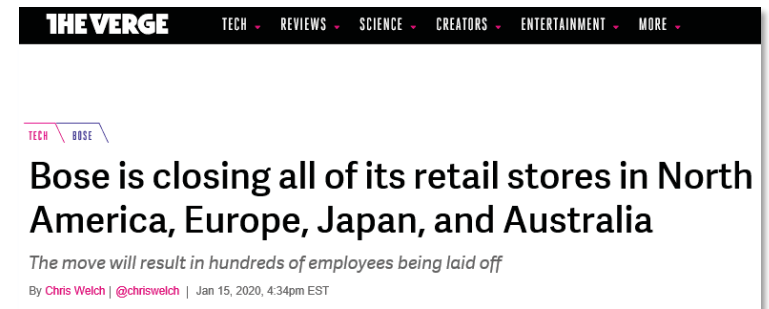 THE VERGE TECH REVIEWS SCIENCE CREATORS ENTERTAINMENT MORE
TECH BOSE
Bose is closing all of its retail stores in North
America, Europe, Japan, and Australia
The move will result in hundreds of employees being laid off
By Chris Welch | @chriswelch | Jan 15, 2020, 4:34pm EST